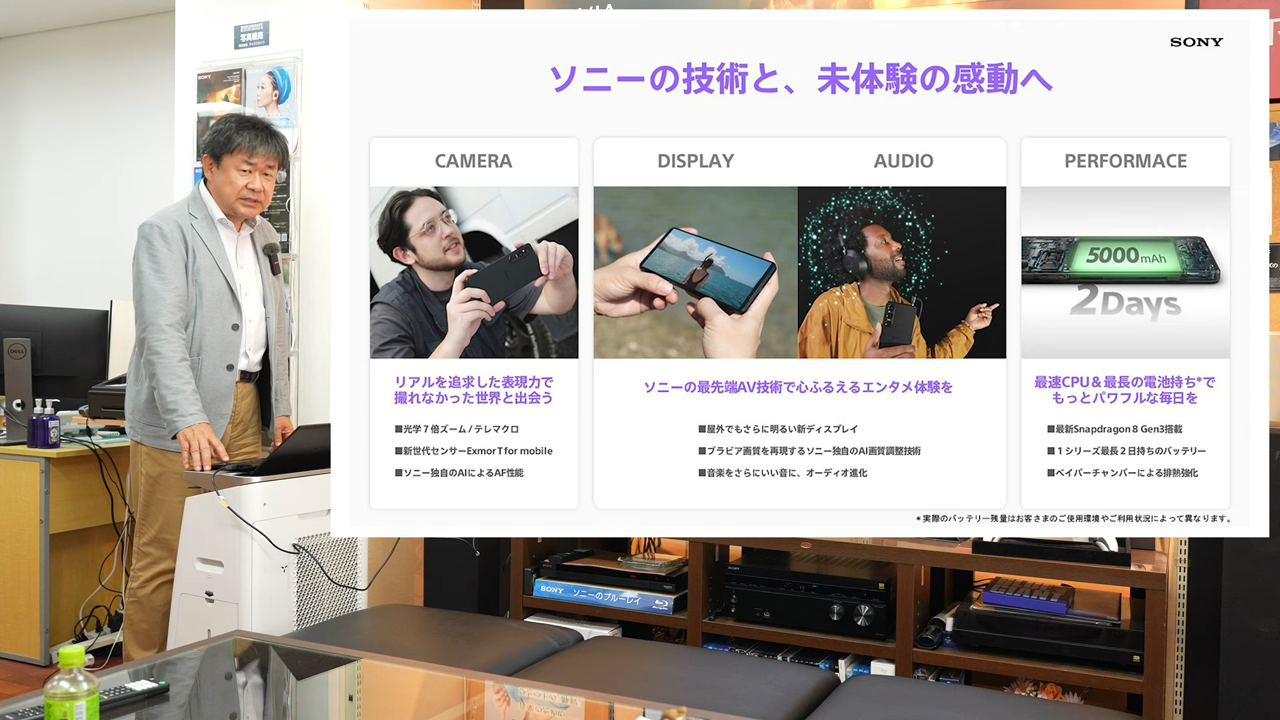 写真機商
SONY
SONY
ソニーの技術と、未体験の感動へ
CAMERA
リアルを追求した表現力で
撮れなかった世界と出会う
■光学７倍ズーム / テレマクロ
■新世代センサーExmor T for mobile
■ソニー独自のAIによるAF性能
DISPLAY
AUDIO
ソニーの最先端AV技術で心ふるえるエンタメ体験を
■屋外でもさらに明るい新ディスプレイ
■ブラビア画質を再現するソニー独自のAI画質調整技術
■音楽をさらにいい音に、オーディオ進化
PERFORMACE
5000mAh
2Days
最速CPU＆最長の電池持ち*で
もっとパワフルな毎日を
■最新Snapdragon 8 Gen3搭載
■１シリーズ最長２日持ちのバッテリー
■ベイパーチャンバーによる排熱強化
＊実際のバッテリー残量はお客さまのご使用環境やご利用状況によって異なります。
DELL
SONY ソニーのブルーレイ
SONY